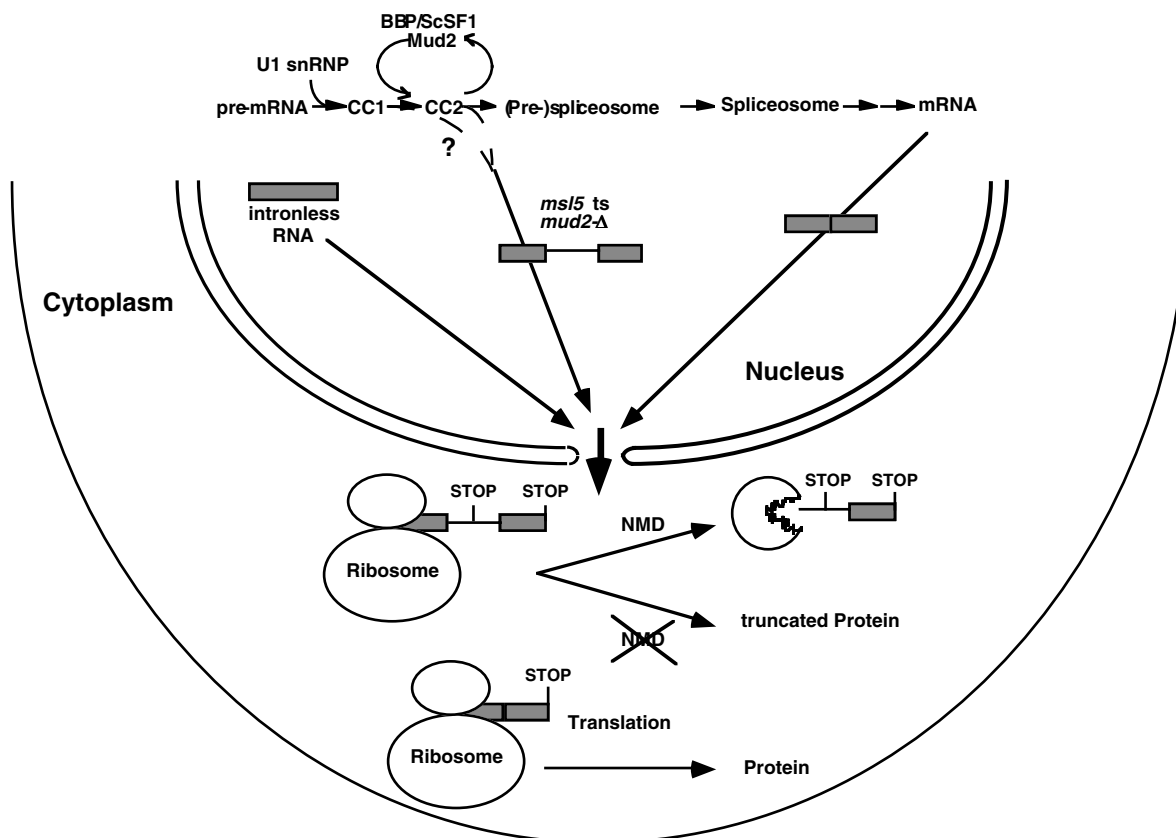 BBP/ScSF1
Mud2
U1 snRNP
pre-mRNA CC1 CC2 (Pre-)spliceosome Spliceosome mRNA
?
intronless
RNA
msl5 ts
mud2-Δ
Cytoplasm
Nucleus
STOP STOP
NMD
STOP STOP
Ribosome
truncated Protein
NMD
STOP
Translation
Ribosome
Protein